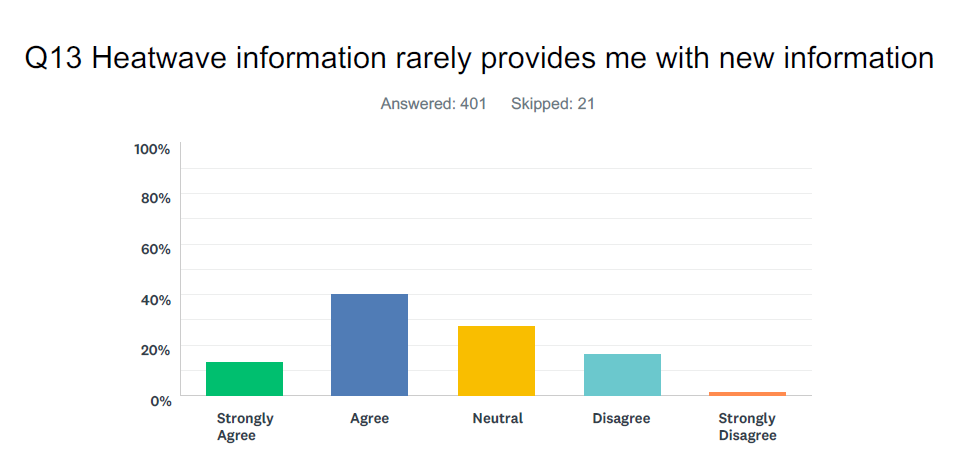 Q13 Heatwave information rarely provides me with new information
Answered: 401 Skipped: 21
100%
80%
60%
40%
20%
0%
Strongly
Agree
Agree
Neutral
Disagree
Strongly
Disagree